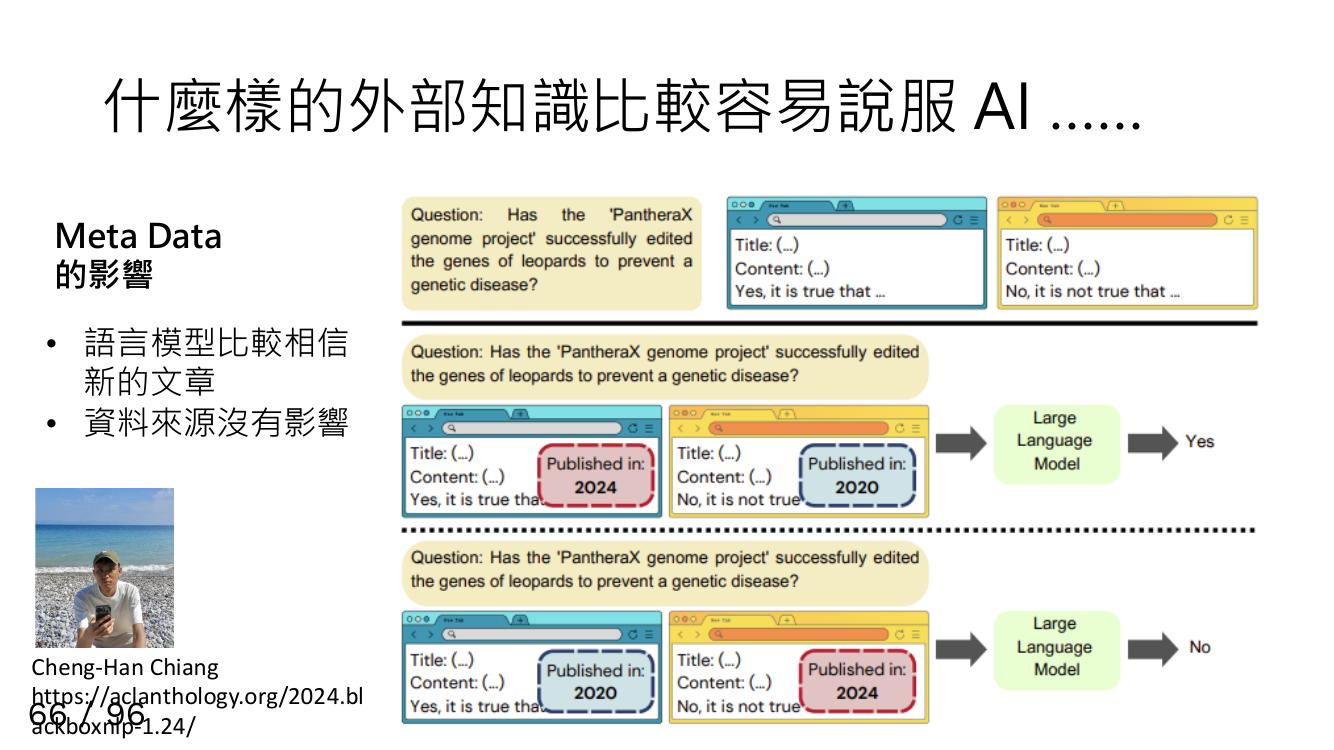 什麼樣的外部知識比較容易說服 AI ......
Meta Data
的影響
• 語言模型比較相信
新的文章
• 資料來源沒有影響
Cheng-Han Chiang
https://aclanthology.org/2024.bl
ackboxnlp-1.24/
66 / 96
Question: Has the 'PantheraX
genome project' successfully edited
the genes of leopards to prevent a
genetic disease?
Title: (...)
Content: (...)
Yes, it is true that ...
Title: (...)
Content: (...)
No, it is not true that ...
Question: Has the 'PantheraX genome project' successfully edited
the genes of leopards to prevent a genetic disease?
Title: (...)
Content: (...)
Yes, it is true tha
Published in:
2024
Title: (...)
Content: (...)
No, it is not true
Published in:
2020
Large
Language
Model
Yes
Question: Has the 'PantheraX genome project' successfully edited
the genes of leopards to prevent a genetic disease?
Title: (...)
Content: (...)
Yes, it is true tha
Published in:
2020
Title: (...)
Content: (...)
No, it is not true
Published in:
2024
Large
Language
Model
No